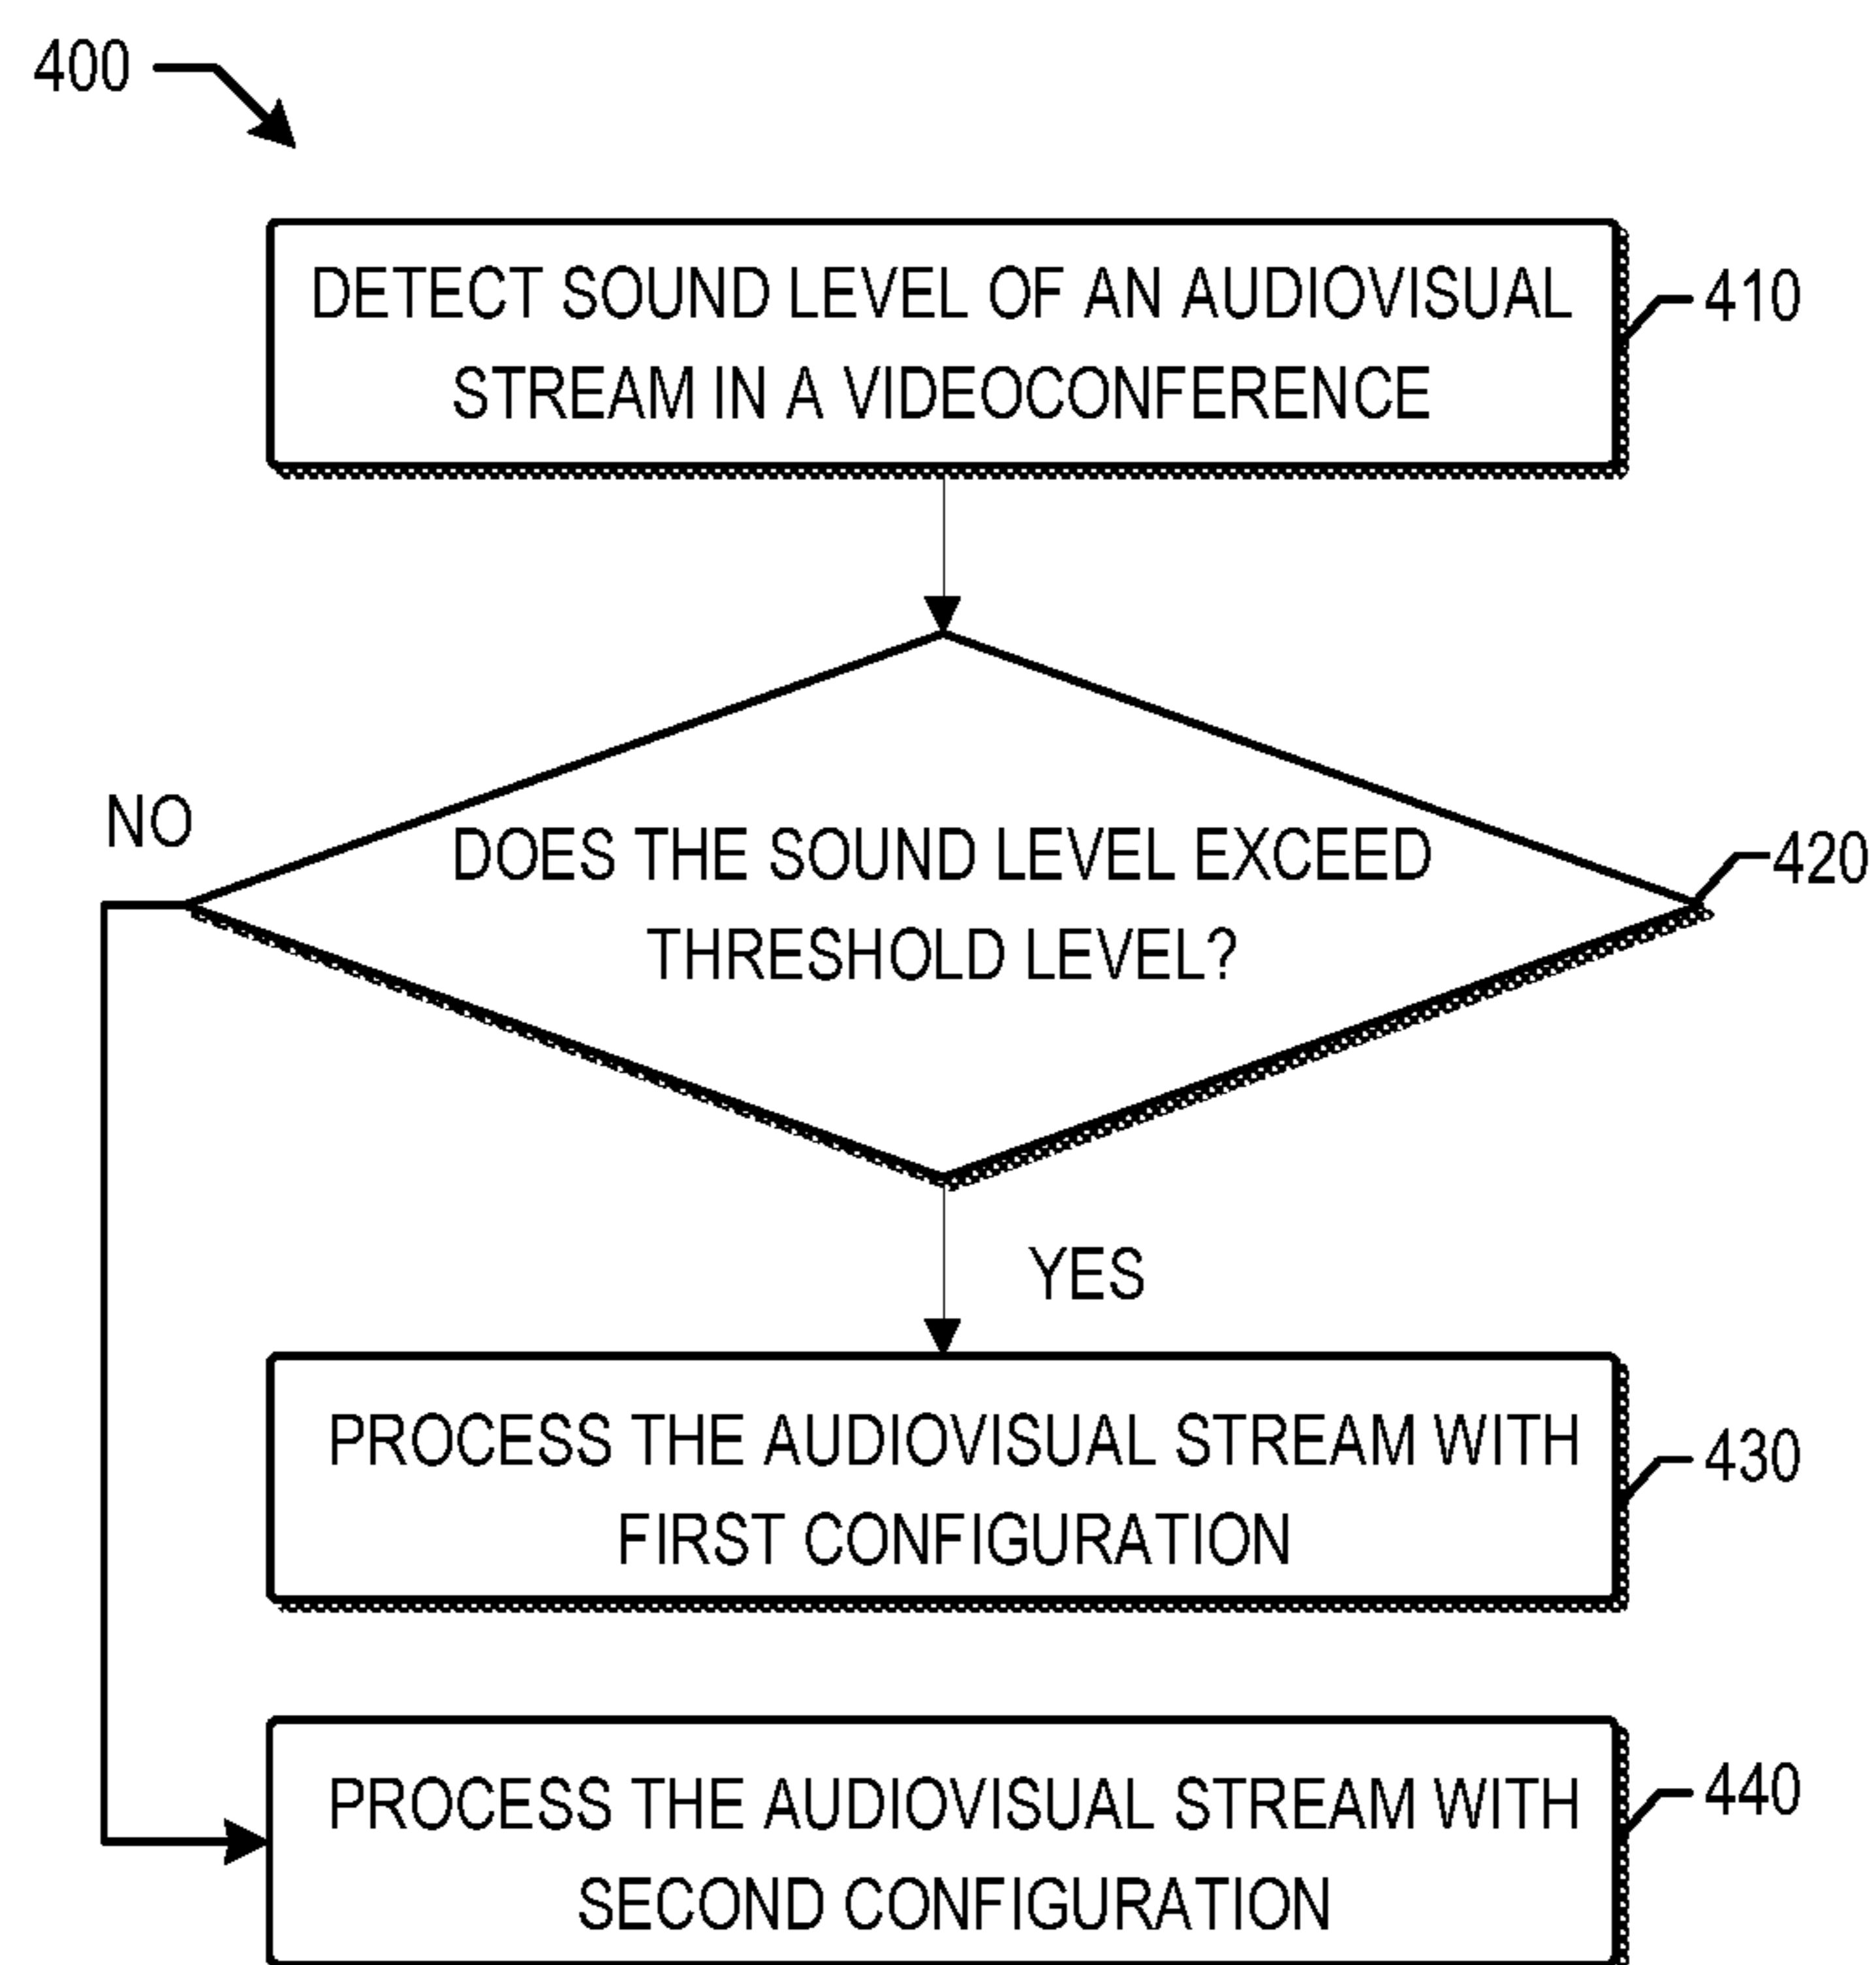 400
DETECT SOUND LEVEL OF AN AUDIOVISUAL
STREAM IN A VIDEOCONFERENCE
410
NO
DOES THE SOUND LEVEL EXCEED
THRESHOLD LEVEL?
420
YES
PROCESS THE AUDIOVISUAL STREAM WITH
FIRST CONFIGURATION
430
PROCESS THE AUDIOVISUAL STREAM WITH
SECOND CONFIGURATION
440